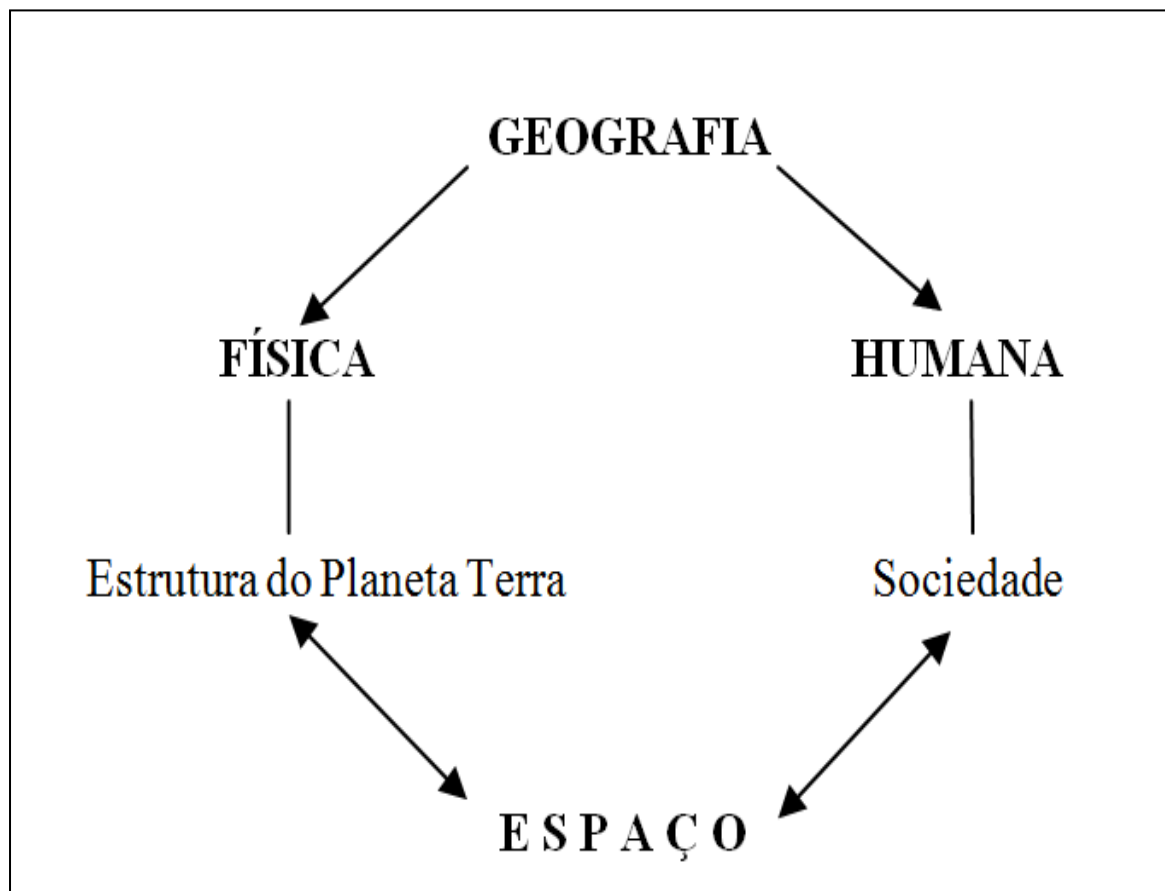 GEOGRAFIA
FÍSICA
HUMANA
Estrutura do Planeta Terra
Sociedade
E S P A Ç O